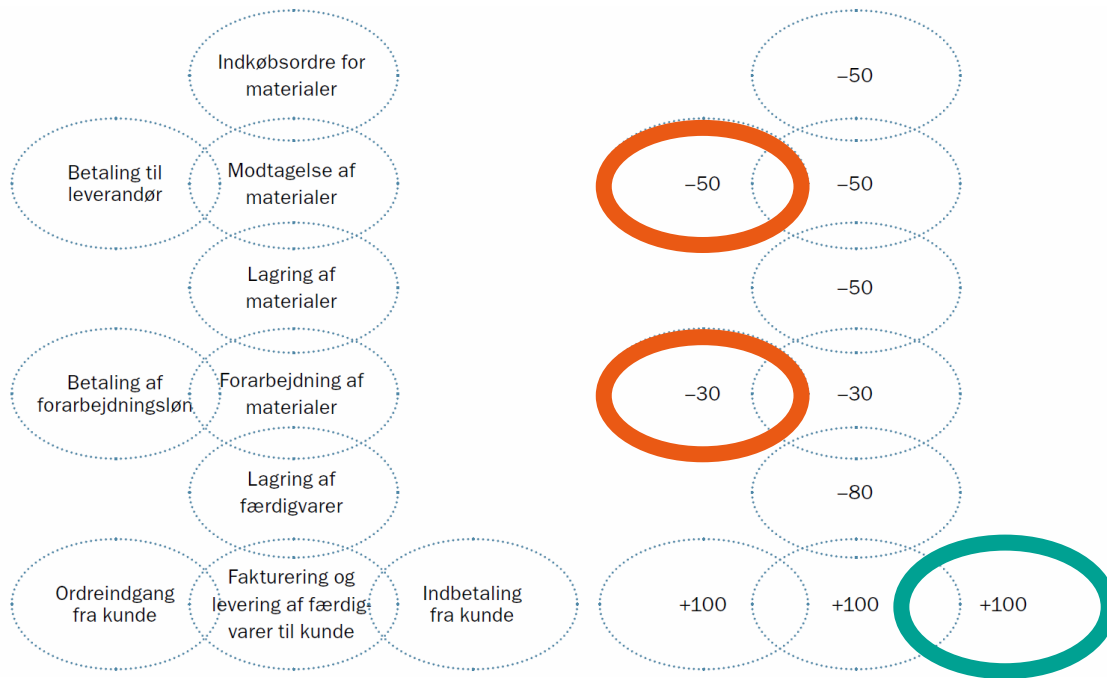 Indkøbsordre for
materialer
–50
Betaling til
leverandør
Modtagelse af
materialer
–50
–50
Lagring af
materialer
–50
Betaling af
forarbejdningsløn
Forarbejdning af
materialer
–30
–30
Lagring af
færdigvarer
–80
Ordreindgang
fra kunde
Fakturering og
levering af færdig-
varer til kunde
Indbetaling
fra kunde
+100
+100
+100